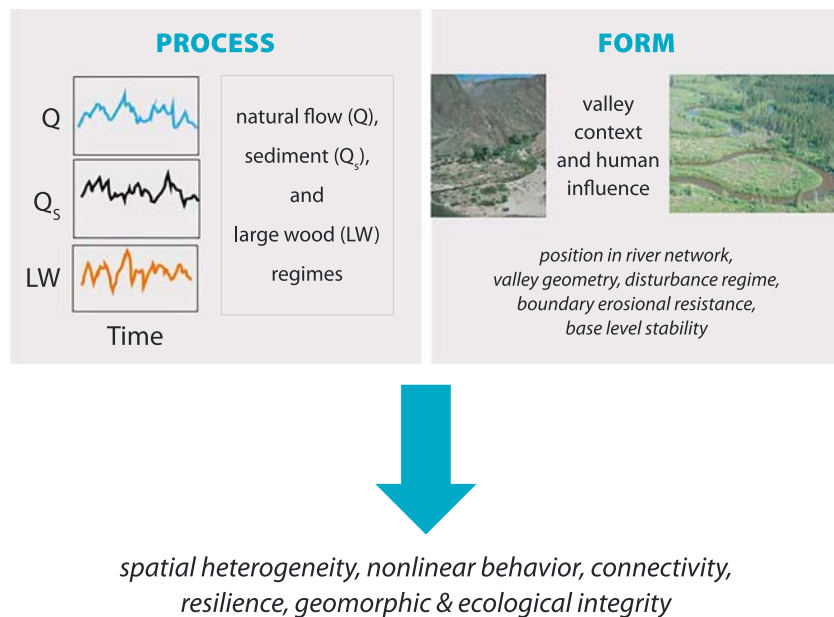 PROCESS
Q
Qs
LW
Time
natural flow (Q),
sediment (Qs),
and
large wood (LW)
regimes
FORM
valley
context
and human
influence
position in river network,
valley geometry, disturbance regime,
boundary erosional resistance,
base level stability
spatial heterogeneity, nonlinear behavior, connectivity,
resilience, geomorphic & ecological integrity